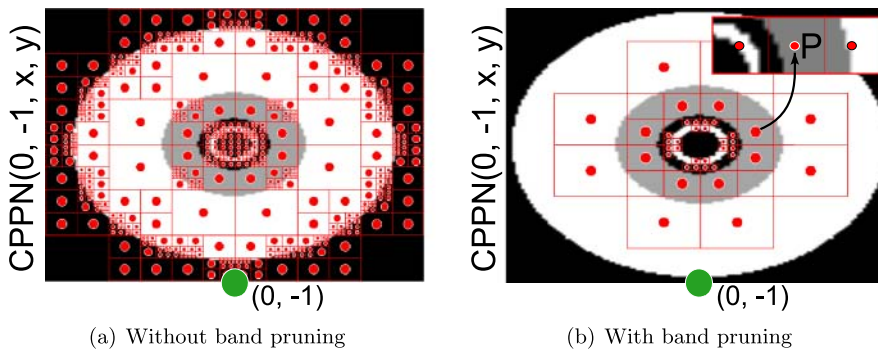 CPPN(0, -1, x, y)
(0, -1)
(a) Without band pruning
CPPN(0, -1, x, y)
P
(0, -1)
(b) With band pruning